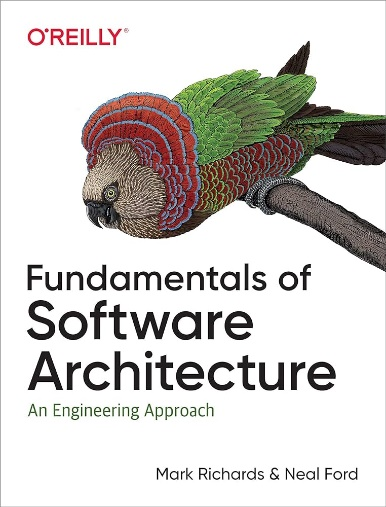 O'REILLY®
Fundamentals of
Software
Architecture
An Engineering Approach
Mark Richards & Neal Ford